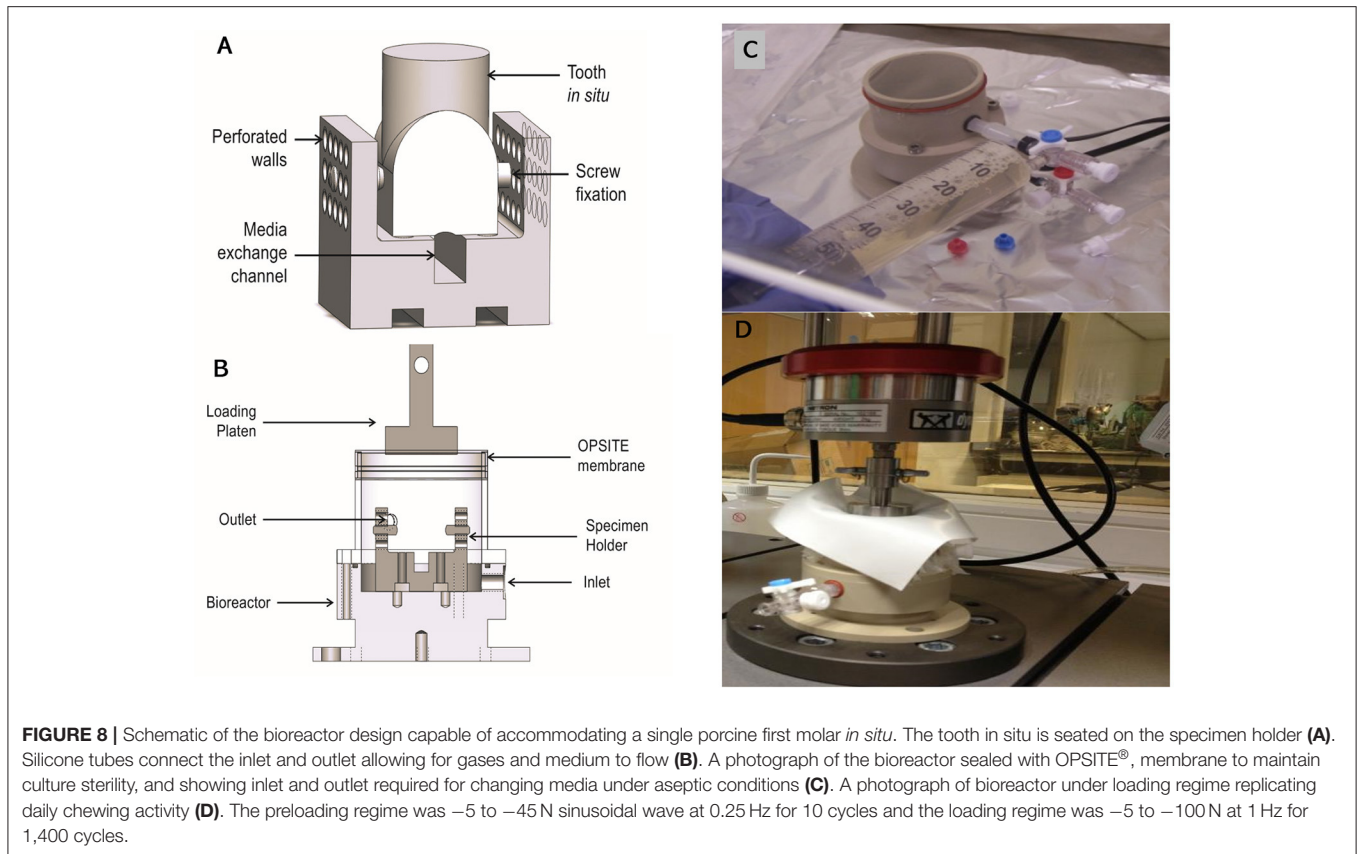 A
Tooth
in situ
Perforated
walls
Screw
fixation
Media
exchange
channel
B
Loading
Platen
OPSITE
membrane
Outlet
Specimen
Holder
Inlet
Bioreactor
C
10
20
30
40
50
D
FIGURE 8 | Schematic of the bioreactor design capable of accommodating a single porcine first molar in situ. The tooth in situ is seated on the specimen holder (A).
Silicone tubes connect the inlet and outlet allowing for gases and medium to flow (B). A photograph of the bioreactor sealed with OPSITE®, membrane to maintain
culture sterility, and showing inlet and outlet required for changing media under aseptic conditions (C). A photograph of bioreactor under loading regime replicating
daily chewing activity (D). The preloading regime was −5 to −45 N sinusoidal wave at 0.25 Hz for 10 cycles and the loading regime was −5 to −100 N at 1 Hz for
1,400 cycles.